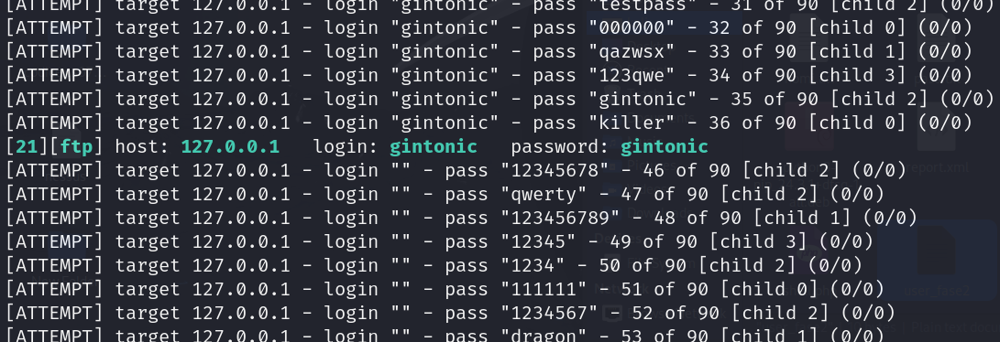 [ATTEMPT] target 127.0.0.1 - login "gintonic" - pass "testpass" - 31 of 90 [child 2] (0/0)
[ATTEMPT] target 127.0.0.1 - login "gintonic" - pass "000000" - 32 of 90 [child 0] (0/0)
[ATTEMPT] target 127.0.0.1 - login "gintonic" - pass "qazwsx" - 33 of 90 [child 1] (0/0)
[ATTEMPT] target 127.0.0.1 - login "gintonic" - pass "123qwe" - 34 of 90 [child 3] (0/0)
[ATTEMPT] target 127.0.0.1 - login "gintonic" - pass "gintonic" - 35 of 90 [child 2] (0/0)
[ATTEMPT] target 127.0.0.1 - login "gintonic" - pass "killer" - 36 of 90 [child 0] (0/0)
[21][ftp] host: 127.0.0.1 login: gintonic password: gintonic
[ATTEMPT] target 127.0.0.1 - login "" - pass "12345678" - 46 of 90 [child 2] (0/0)
[ATTEMPT] target 127.0.0.1 - login "" - pass "qwerty" - 47 of 90 [child 2] (0/0)
[ATTEMPT] target 127.0.0.1 - login "" - pass "123456789" - 48 of 90 [child 1] (0/0)
[ATTEMPT] target 127.0.0.1 - login "" - pass "12345" - 49 of 90 [child 3] (0/0)
[ATTEMPT] target 127.0.0.1 - login "" - pass "1234" - 50 of 90 [child 2] (0/0)
[ATTEMPT] target 127.0.0.1 - login "" - pass "111111" - 51 of 90 [child 0] (0/0)
[ATTEMPT] target 127.0.0.1 - login "" - pass "1234567" - 52 of 90 [child 2] (0/0)
[ATTEMPT] target 127.0.0.1 - login "" - pass "dragon" - 53 of 90 [child 1] (0/0)